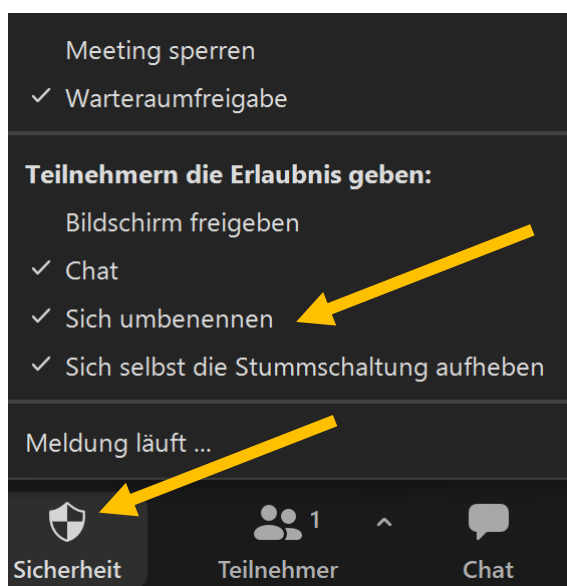 Meeting sperren
✓ Warteraumfreigabe
Teilnehmern die Erlaubnis geben:
Bildschirm freigeben
✓ Chat
✓ Sich umbenennen
✓ Sich selbst die Stummschaltung aufheben
Meldung läuft ...
1
Sicherheit Teilnehmer Chat